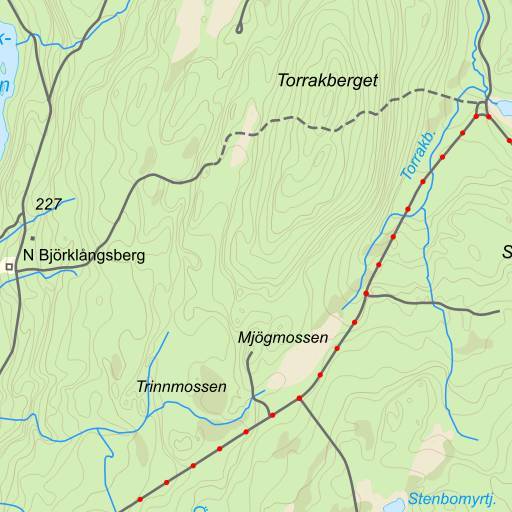 k-
n
Torrakberget
Torrakb.
227
S
N Björklångsberg
Mjögmossen
Trinnmossen
Stenbomyrtj.